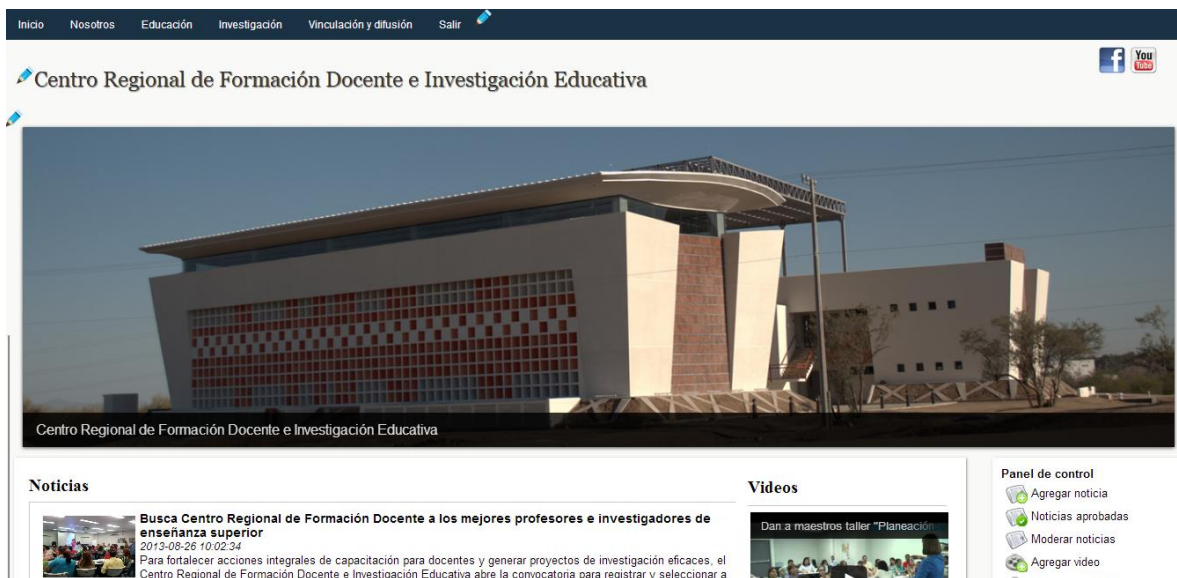 Inicio Nosotros Educación Investigación Vinculación y difusión Salir
You
Tube
Centro Regional de Formación Docente e Investigación Educativa
Centro Regional de Formación Docente e Investigación Educativa
Noticias
Busca Centro Regional de Formación Docente a los mejores profesores e investigadores de
enseñanza superior
2013-08-26 10:02:34
Para fortalecer acciones integrales de capacitación para docentes y generar proyectos de investigación eficaces, el
Centro Regional de Formación Docente e Investigación Educativa abre la convocatoria para registrar y seleccionar a
Videos
Dan a maestros taller "Planeación
Panel de control
Agregar noticia
Noticias aprobadas
Moderar noticias
Agregar video